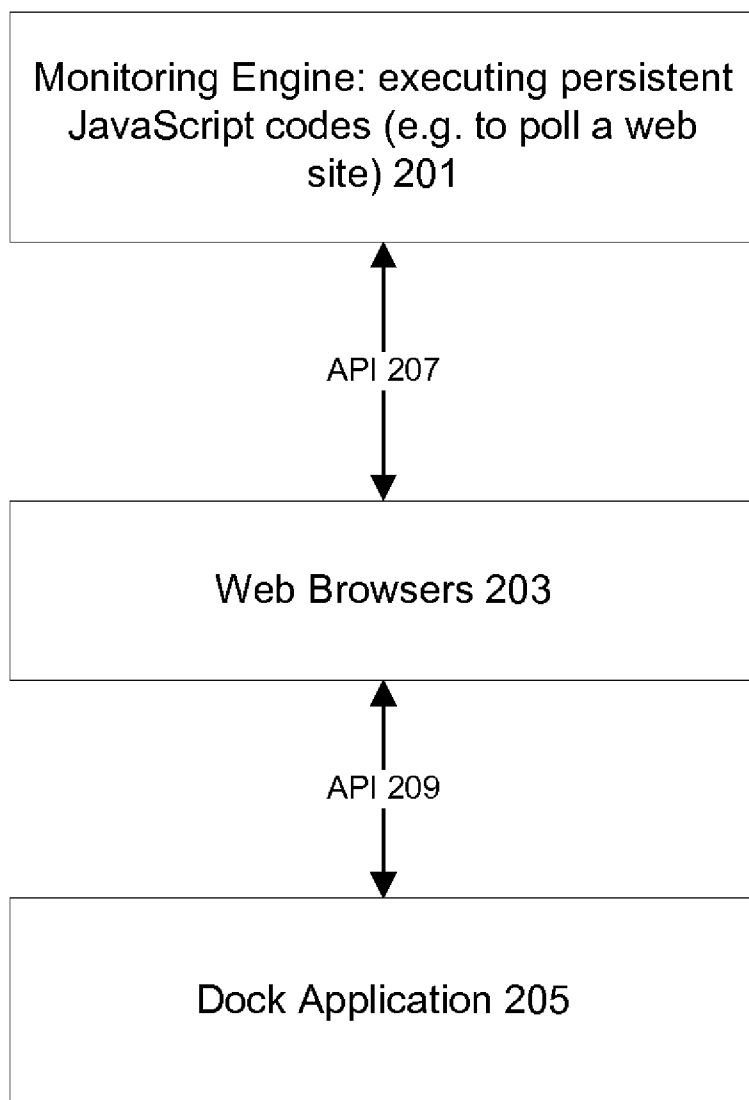 Monitoring Engine: executing persistent
JavaScript codes (e.g. to poll a web
site) 201
API 207
Web Browsers 203
API 209
Dock Application 205